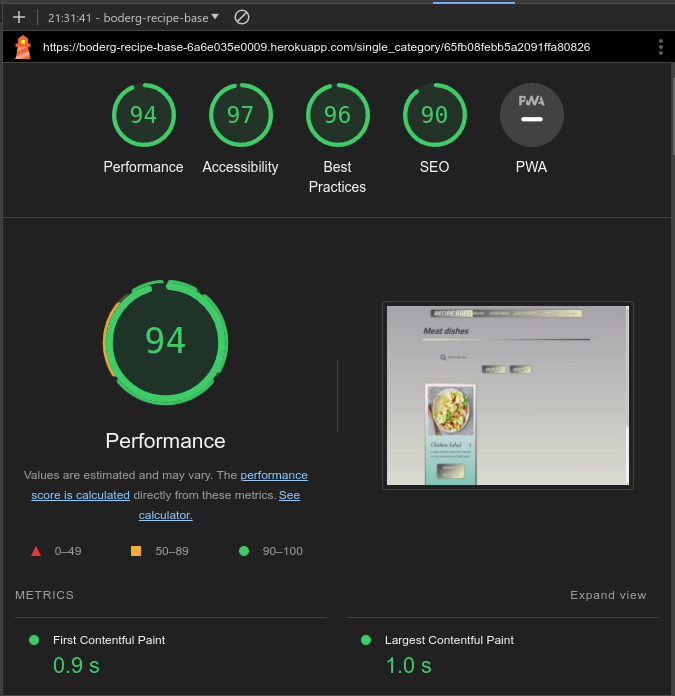 21:31:41 - boderg-recipe-base
https://boderg-recipe-base-6a6e035e0009.herokuapp.com/single_category/65fb08febb5a2091ffa80826
94
97
96
90
PWA
Performance
Accessibility
Best
Practices
SEO
PWA
94
RECIPE BASE
Meat dishes
Chicken Salad
Performance
Values are estimated and may vary. The performance
score is calculated directly from these metrics. See
calculator.
0–49
50–89
90–100
METRICS
Expand view
First Contentful Paint
0.9 s
Largest Contentful Paint
1.0 s